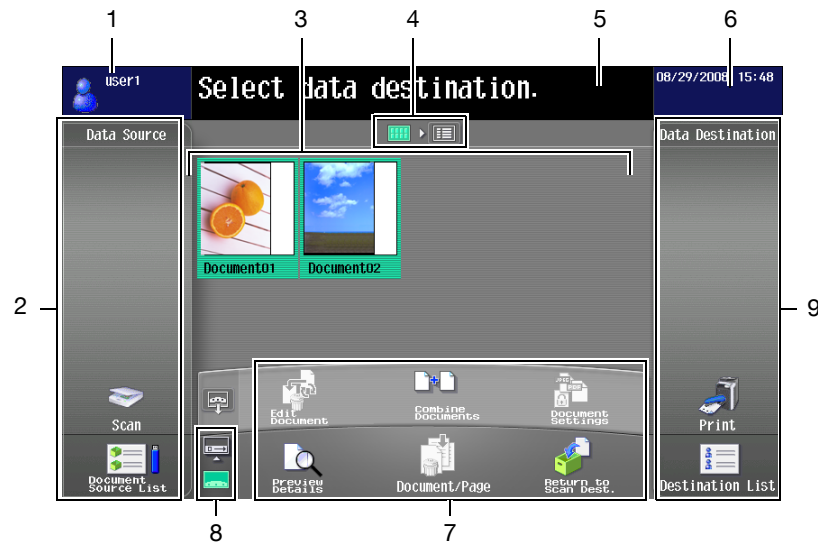 1
3
4
5
6
user1
Select data destination.
08/29/2008 15:48
Data Source
Data Destination
Document01
Document02
2
9
Scan
Edit
Document
Combine
Documents
Document
Settings
Print
Document
Source List
Preview
Details
Document/Page
Return to
Scan Dest.
Destination List
8
7